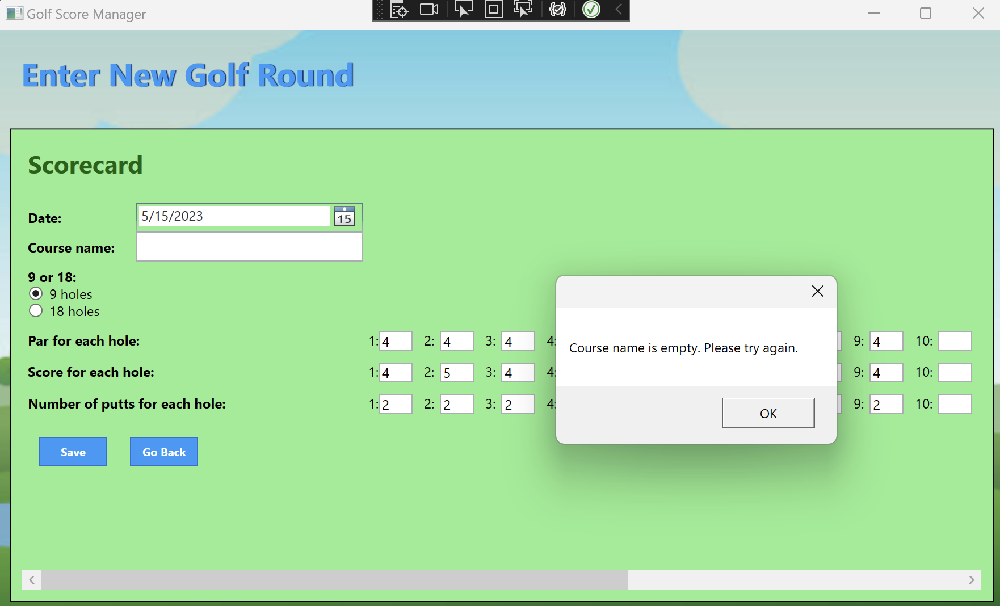 Golf Score Manager
Enter New Golf Round
Scorecard
Date: 5/15/2023 15
Course name:
9 or 18:
9 holes
18 holes
Par for each hole: 1: 4 2: 4 3: 4 4: 9: 4 10:
Score for each hole: 1: 4 2: 5 3: 4 4: 9: 4 10:
Number of putts for each hole: 1: 2 2: 2 3: 2 4: 9: 2 10:
Course name is empty. Please try again.
OK
Save Go Back